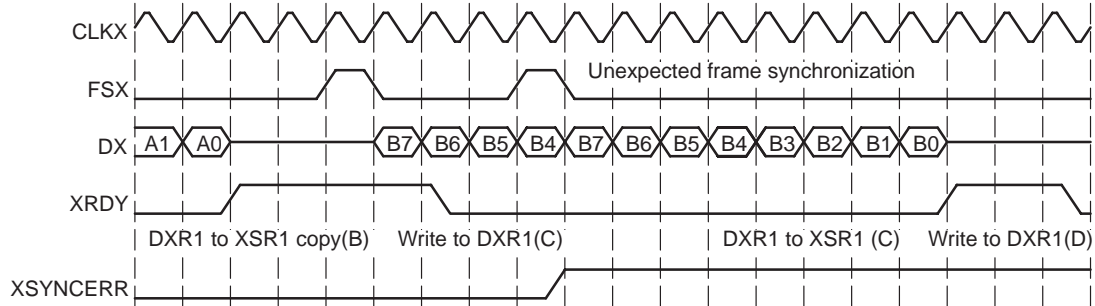 CLKX
FSX Unexpected frame synchronization
DX A1 A0 B7 B6 B5 B4 B7 B6 B5 B4 B3 B2 B1 B0
XRDY
DXR1 to XSR1 copy(B) Write to DXR1(C) DXR1 to XSR1 (C) Write to DXR1(D)
XSYNCERR